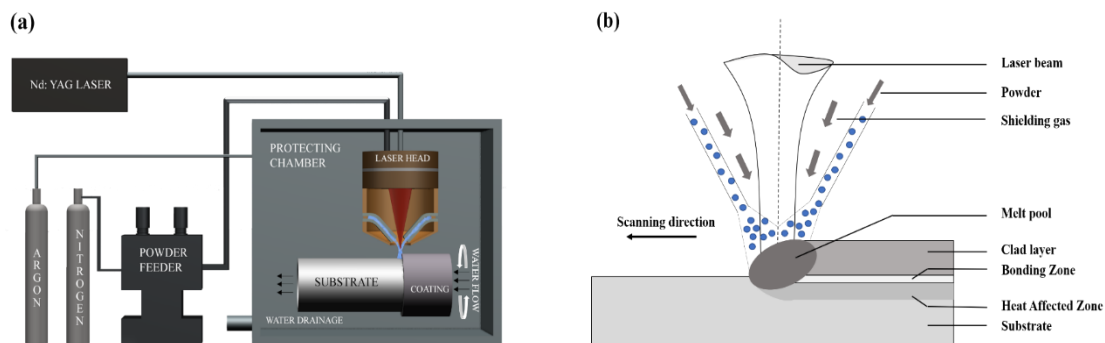 (a)
Nd: YAG LASER
PROTECTING
CHAMBER
LASER HEAD
ARGON
NITROGEN
POWDER
FEEDER
SUBSTRATE
COATING
WATER FLOW
WATER DRAINAGE
(b)
Laser beam
Powder
Shielding gas
Scanning direction
Melt pool
Clad layer
Bonding Zone
Heat Affected Zone
Substrate